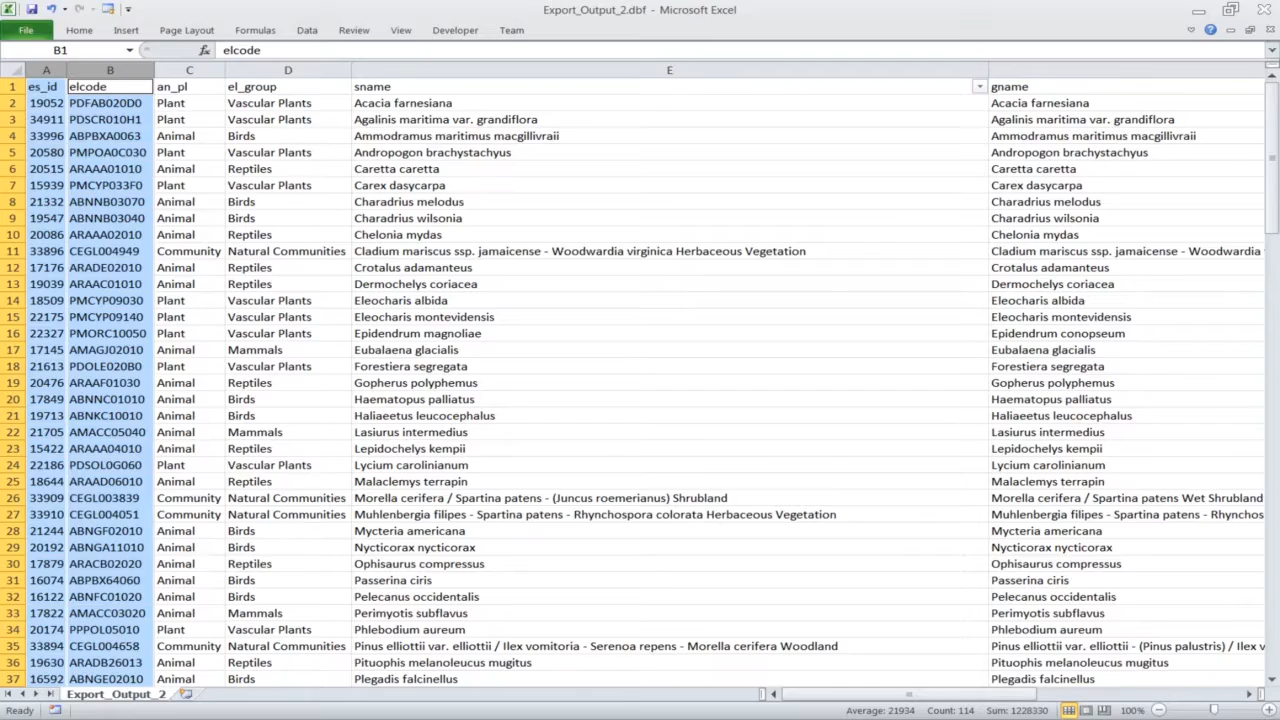 Export_Output_2.dbf - Microsoft Excel
File Home Insert Page Layout Formulas Data Review View Developer Team
B1 fx elcode
A B C D E
1 es_id elcode an_pl el_group sname gname
2 19052 PDFAB020D0 Plant Vascular Plants Acacia farnesiana Acacia farnesiana
3 34911 PDSCR010H1 Plant Vascular Plants Agalinis maritima var. grandiflora Agalinis maritima var. grandiflora
4 33996 ABPBXA0063 Animal Birds Ammodramus maritimus macgillivraii Ammodramus maritimus macgillivraii
5 20580 PMPOA0C030 Plant Vascular Plants Andropogon brachystachyus Andropogon brachystachyus
6 20515 ARAAA01010 Animal Reptiles Caretta caretta Caretta caretta
7 15939 PMCYP033F0 Plant Vascular Plants Carex dasycarpa Carex dasycarpa
8 21332 ABNNB03070 Animal Birds Charadrius melodus Charadrius melodus
9 19547 ABNNB03040 Animal Birds Charadrius wilsonia Charadrius wilsonia
10 20086 ARAAA02010 Animal Reptiles Chelonia mydas Chelonia mydas
11 33896 CEGL004949 Community Natural Communities Cladium mariscus ssp. jamaicense - Woodwardia virginica Herbaceous Vegetation Cladium mariscus ssp. jamaicense - Woodwardia
12 17176 ARADE02010 Animal Reptiles Crotalus adamanteus Crotalus adamanteus
13 19039 ARAAC01010 Animal Reptiles Dermochelys coriacea Dermochelys coriacea
14 18509 PMCYP09030 Plant Vascular Plants Eleocharis albida Eleocharis albida
15 22175 PMCYP09140 Plant Vascular Plants Eleocharis montevidensis Eleocharis montevidensis
16 22327 PMORC10050 Plant Vascular Plants Epidendrum magnoliae Epidendrum conopseum
17 17145 AMAGJ02010 Animal Mammals Eubalaena glacialis Eubalaena glacialis
18 21613 PDOLE020B0 Plant Vascular Plants Forestiera segregata Forestiera segregata
19 20476 ARAAF01030 Animal Reptiles Gopherus polyphemus Gopherus polyphemus
20 17849 ABNNC01010 Animal Birds Haematopus palliatus Haematopus palliatus
21 19713 ABNKC10010 Animal Birds Haliaeetus leucocephalus Haliaeetus leucocephalus
22 21705 AMACC05040 Animal Mammals Lasiurus intermedius Lasiurus intermedius
23 15422 ARAAA04010 Animal Reptiles Lepidochelys kempii Lepidochelys kempii
24 22186 PDSOL0G060 Plant Vascular Plants Lycium carolinianum Lycium carolinianum
25 18644 ARAAD06010 Animal Reptiles Malaclemys terrapin Malaclemys terrapin
26 33909 CEGL003839 Community Natural Communities Morella cerifera / Spartina patens - (Juncus roemerianus) Shrubland Morella cerifera / Spartina patens Wet Shrubland
27 33910 CEGL004051 Community Natural Communities Muhlenbergia filipes - Spartina patens - Rhynchospora colorata Herbaceous Vegetation Muhlenbergia filipes - Spartina patens - Rhynchos
28 21244 ABNGF02010 Animal Birds Mycteria americana Mycteria americana
29 20192 ABNGA11010 Animal Birds Nycticorax nycticorax Nycticorax nycticorax
30 17879 ARACB02020 Animal Reptiles Ophisaurus compressus Ophisaurus compressus
31 16074 ABPBX64060 Animal Birds Passerina ciris Passerina ciris
32 16122 ABNFC01020 Animal Birds Pelecanus occidentalis Pelecanus occidentalis
33 17822 AMACC03020 Animal Mammals Perimyotis subflavus Perimyotis subflavus
34 20174 PPPOL05010 Plant Vascular Plants Phlebodium aureum Phlebodium aureum
35 33894 CEGL004658 Community Natural Communities Pinus elliottii var. elliottii / Ilex vomitoria - Serenoa repens - Morella cerifera Woodland Pinus elliottii var. elliottii - (Pinus palustris) / Ilex v
36 19630 ARADB26013 Animal Reptiles Pituophis melanoleucus mugitus Pituophis melanoleucus mugitus
37 16592 ABNGE02010 Animal Birds Plegadis falcinellus Plegadis falcinellus
Export_Output_2
Ready Average: 21934 Count: 114 Sum: 1228330 100%